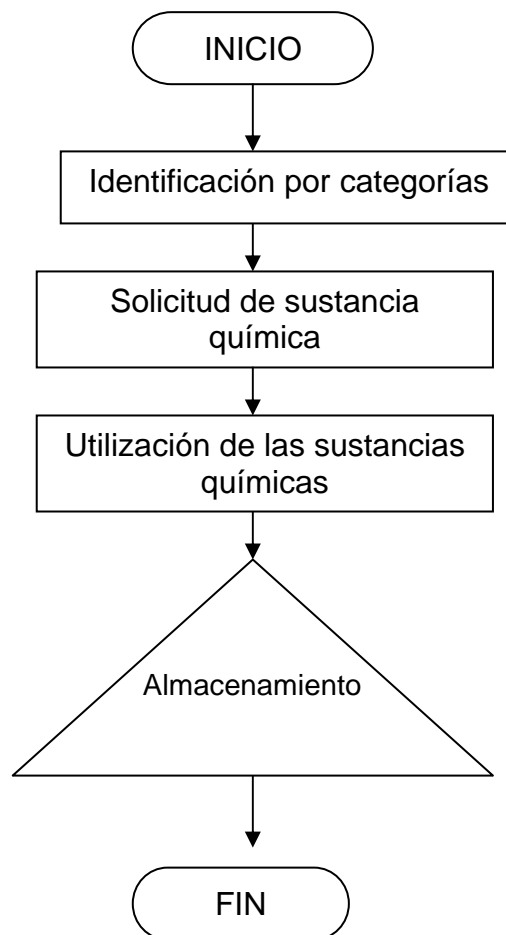 INICIO
Identificación por categorías
Solicitud de sustancia
química
Utilización de las sustancias
químicas
Almacenamiento
FIN